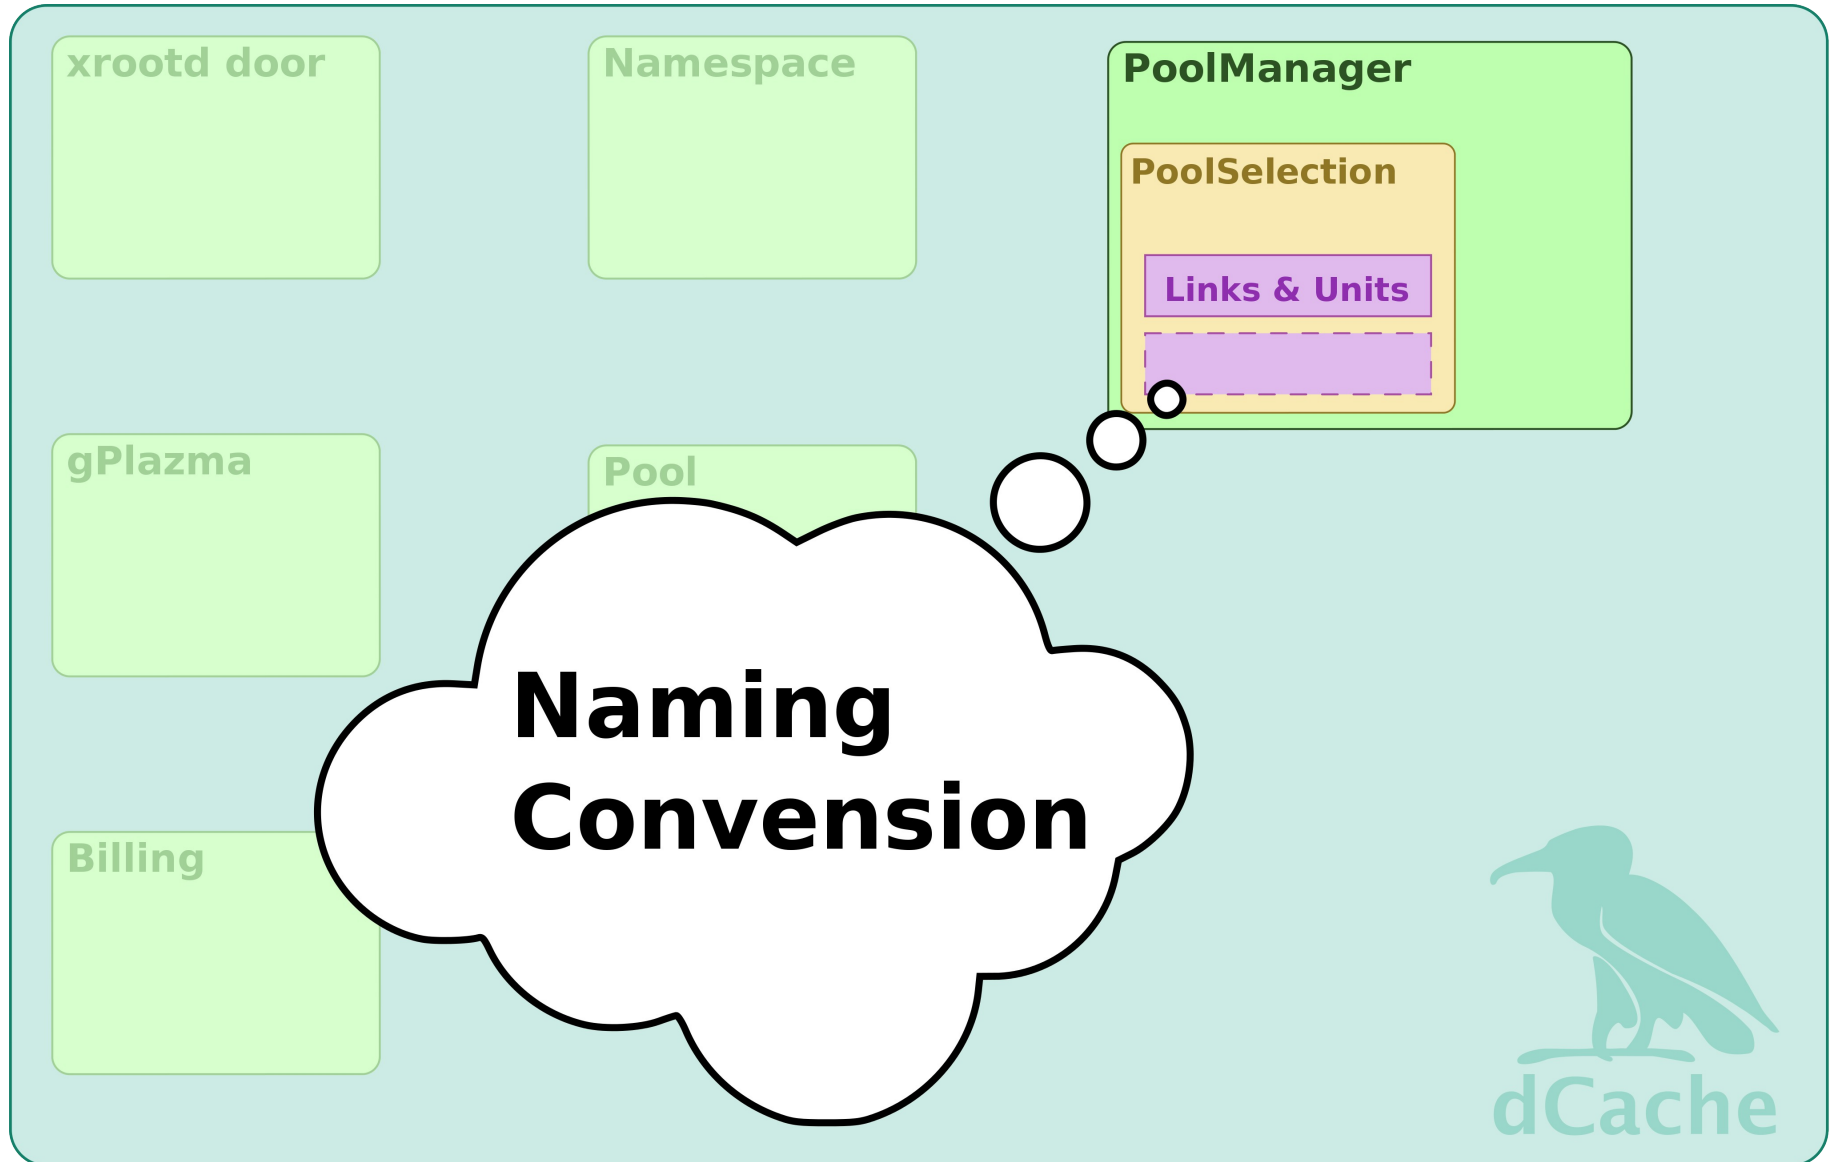 xrootd door
Namespace
PoolManager
PoolSelection
Links & Units
gPlazma
Pool
Naming
Convension
Billing
dCache